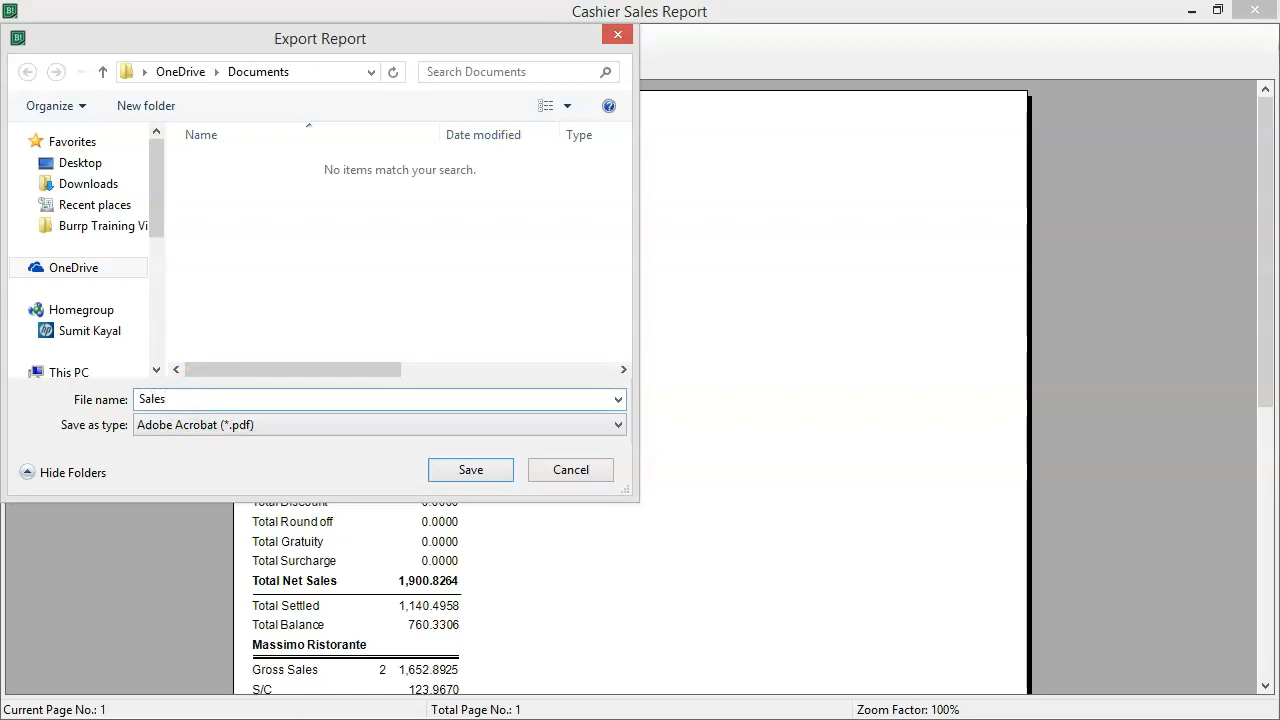 Cashier Sales Report
Export Report
OneDrive Documents
Search Documents
Organize
New folder
Name
Date modified
Type
No items match your search.
Favorites
Desktop
Downloads
Recent places
Burrp Training Vi
OneDrive
Homegroup
Sumit Kayal
This PC
File name: Sales
Save as type: Adobe Acrobat (*.pdf)
Hide Folders
Save
Cancel
Total Discount 0.0000
Total Round off 0.0000
Total Gratuity 0.0000
Total Surcharge 0.0000
Total Net Sales 1,900.8264
Total Settled 1,140.4958
Total Balance 760.3306
Massimo Ristorante
Gross Sales 2 1,652.8925
S/C 123.9670
Current Page No.: 1
Total Page No.: 1
Zoom Factor: 100%